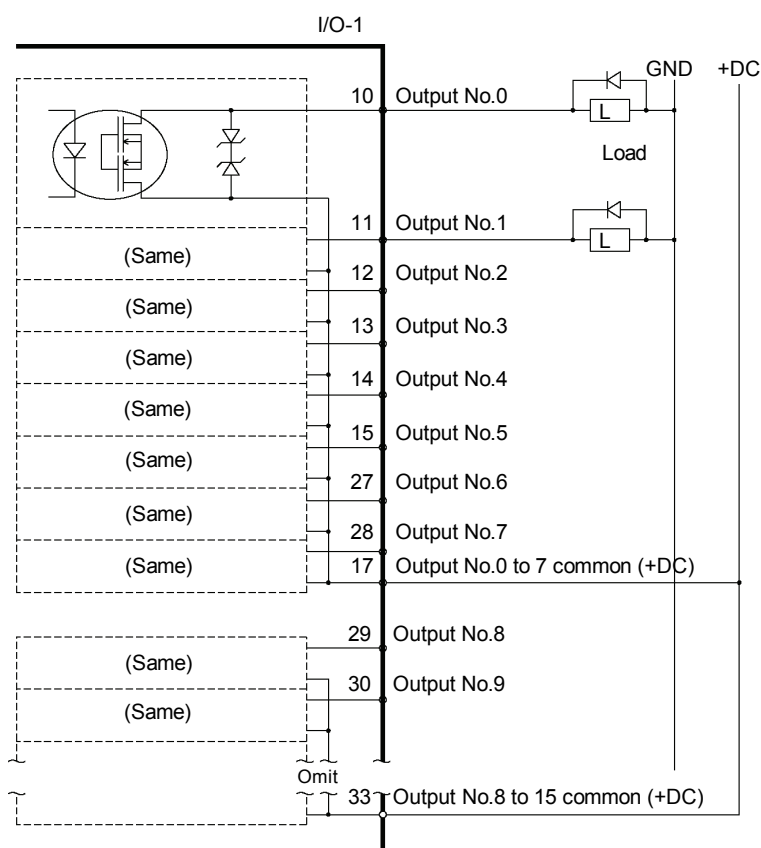 I/O-1
GND +DC
10 Output No.0
L
Load
11 Output No.1
L
(Same)
12 Output No.2
(Same)
13 Output No.3
(Same)
14 Output No.4
(Same)
15 Output No.5
(Same)
27 Output No.6
(Same)
28 Output No.7
(Same)
17 Output No.0 to 7 common (+DC)
29 Output No.8
(Same)
30 Output No.9
(Same)
Omit
33 Output No.8 to 15 common (+DC)